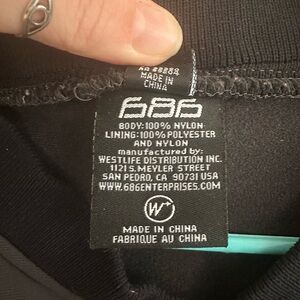 MADE IN
CHINA
686
BODY: 100% NYLON
LINING: 100% POLYESTER
AND NYLON
manufactured by:
WESTLIFE DISTRIBUTION INC.
1121 S. MEYLER STREET
SAN PEDRO, CA 90731 USA
WWW.686ENTERPRISES.COM
W
MADE IN CHINA
FABRIQUE AU CHINA